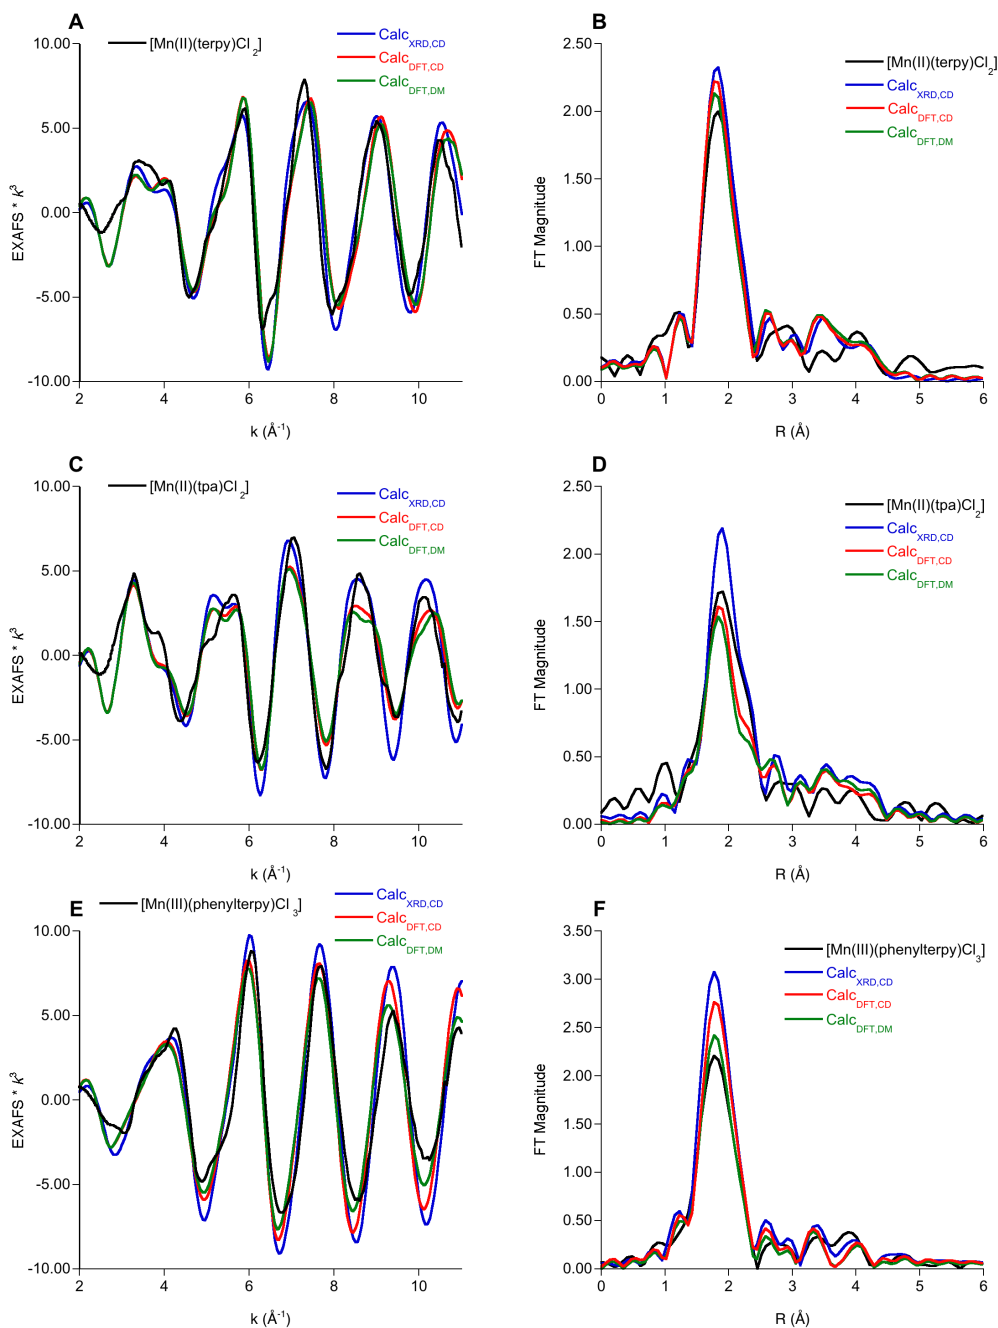 A
[Mn(II)(terpy)Cl2]
CalcXRD,CD
CalcDFT,CD
CalcDFT,DM
EXAFS * k3
10.00
5.00
0.00
-5.00
-10.00
2 4 6 8 10
k (Å-1)
B
[Mn(II)(terpy)Cl2]
CalcXRD,CD
CalcDFT,CD
CalcDFT,DM
FT Magnitude
2.50
2.00
1.50
1.00
0.50
0.00
0 1 2 3 4 5 6
R (Å)
C
[Mn(II)(tpa)Cl2]
CalcXRD,CD
CalcDFT,CD
CalcDFT,DM
EXAFS * k3
10.00
5.00
0.00
-5.00
-10.00
2 4 6 8 10
k (Å-1)
D
[Mn(II)(tpa)Cl2]
CalcXRD,CD
CalcDFT,CD
CalcDFT,DM
FT Magnitude
2.50
2.00
1.50
1.00
0.50
0.00
0 1 2 3 4 5 6
R (Å)
E
[Mn(III)(phenylterpy)Cl3]
CalcXRD,CD
CalcDFT,CD
CalcDFT,DM
EXAFS * k3
10.00
5.00
0.00
-5.00
-10.00
2 4 6 8 10
k (Å-1)
F
[Mn(III)(phenylterpy)Cl3]
CalcXRD,CD
CalcDFT,CD
CalcDFT,DM
FT Magnitude
3.50
3.00
2.50
2.00
1.50
1.00
0.50
0.00
0 1 2 3 4 5 6
R (Å)